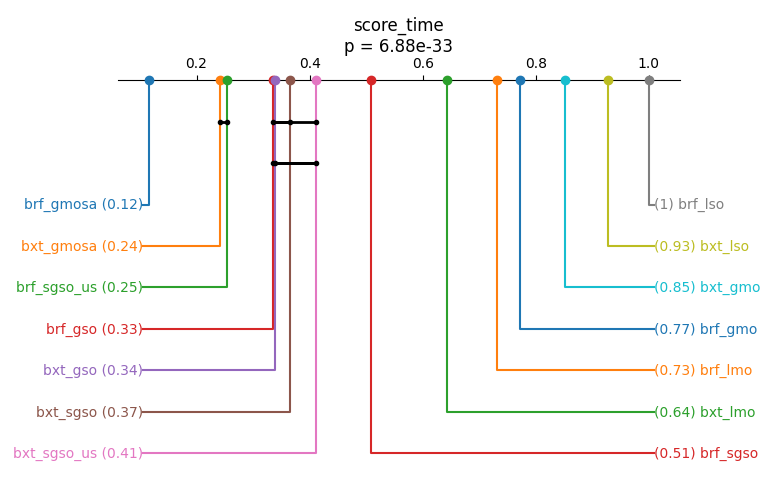 score_time
p = 6.88e-33
0.2 0.4 0.6 0.8 1.0
brf_gmosa (0.12) (1) brf_lso
bxt_gmosa (0.24) (0.93) bxt_lso
brf_sgso_us (0.25) (0.85) bxt_gmo
brf_gso (0.33) (0.77) brf_gmo
bxt_gso (0.34) (0.73) brf_lmo
bxt_sgso (0.37) (0.64) bxt_lmo
bxt_sgso_us (0.41) (0.51) brf_sgso